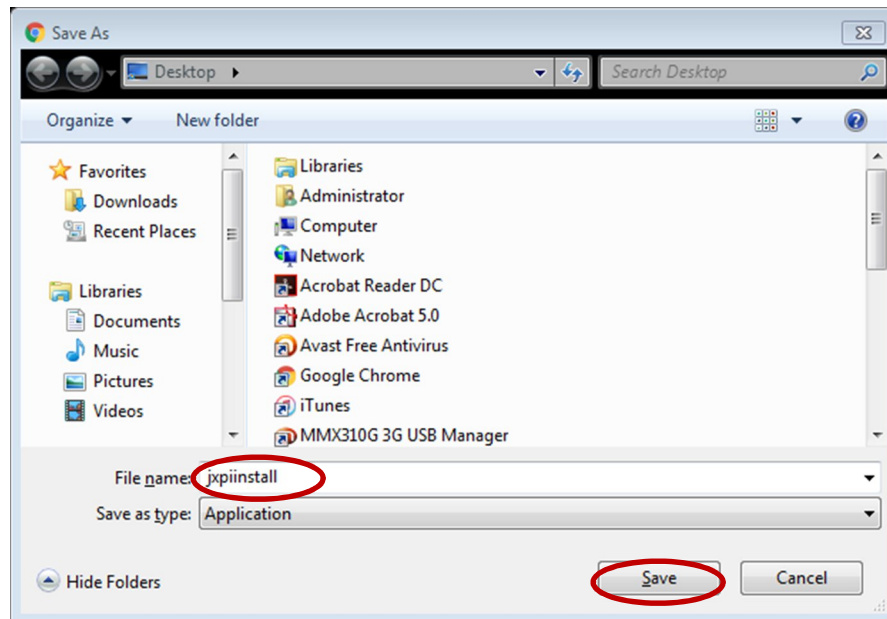 Save As
Desktop
Search Desktop
Organize
New folder
Favorites
Downloads
Recent Places
Libraries
Documents
Music
Pictures
Videos
Libraries
Administrator
Computer
Network
Acrobat Reader DC
Adobe Acrobat 5.0
Avast Free Antivirus
Google Chrome
iTunes
MMX310G 3G USB Manager
File name: jxpiinstall
Save as type: Application
Hide Folders
Save
Cancel